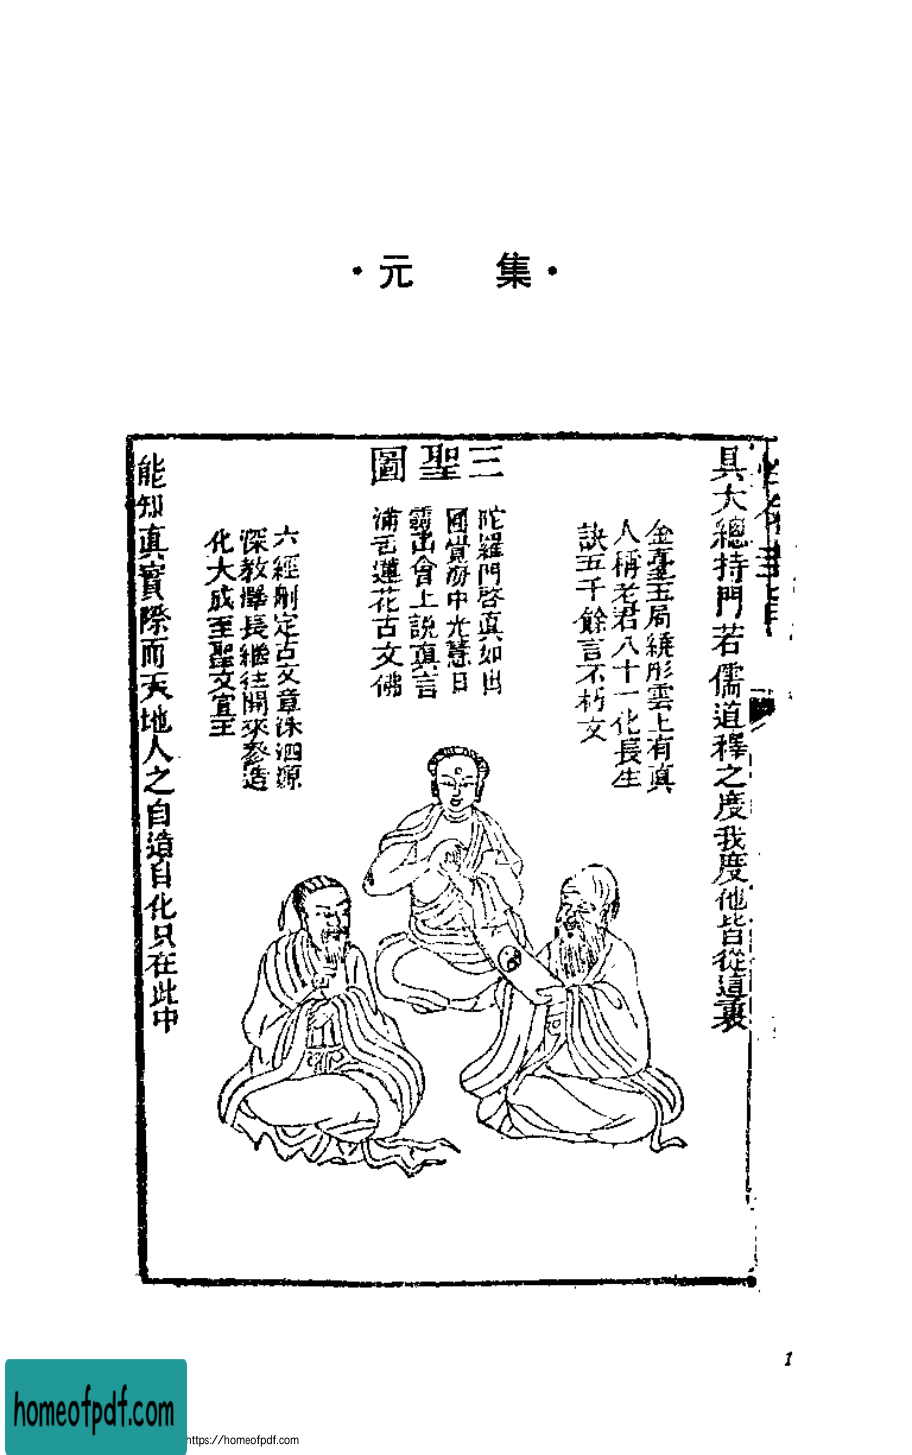 ·元 集·
三聖圖
具大總持門若儒道釋之度我度他皆從這裏
金臺玉局繞彤雲上有真
人稱老君八十一化長生
訣五千餘言不朽文
陀羅門啓真如出
圓覺海中光慧日
靈山會上說真言
滿舌蓮花古文佛
六經刪定古文章洙泗源
深教澤長繼往開來參造
化大成至聖文宣王
能知真實際而天地人之自造自化只在此中
1
homeofpdf.com
https://homeofpdf.com